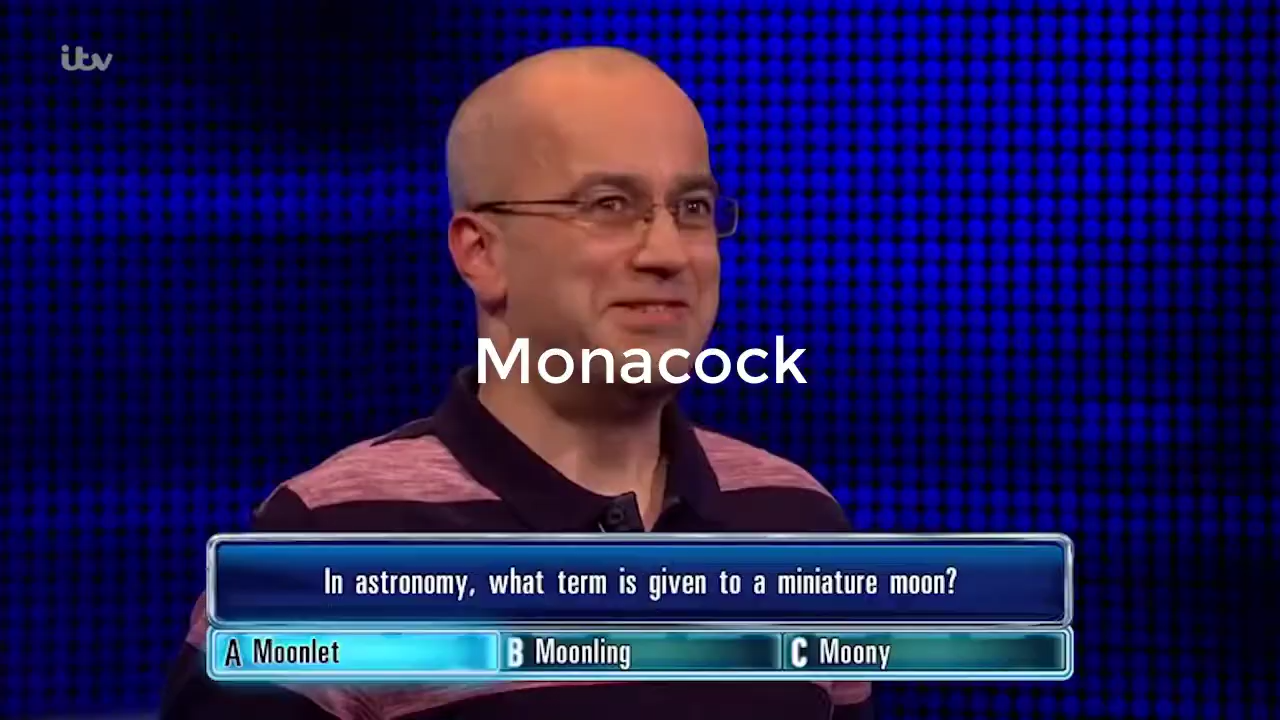 itv
Monacock
In astronomy, what term is given to a miniature moon?
A Moonlet
B Moonling
C Moony